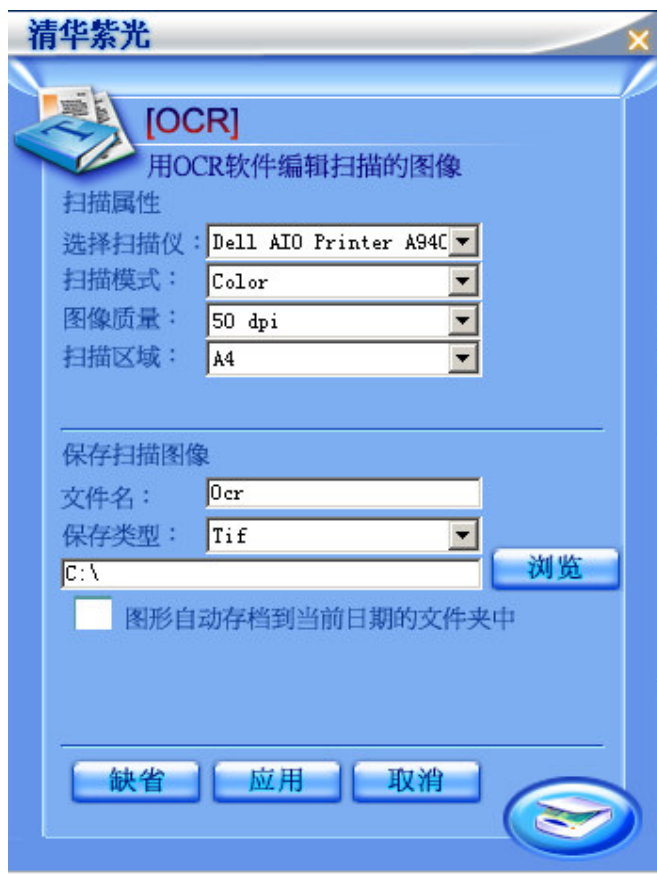 清华紫光
[OCR]
用OCR软件编辑扫描的图像
扫描属性
选择扫描仪：Dell AIO Printer A940
扫描模式：Color
图像质量：50 dpi
扫描区域：A4
保存扫描图像
文件名：Ocr
保存类型：Tif
C:\ 浏览
图形自动存档到当前日期的文件夹中
缺省 应用 取消